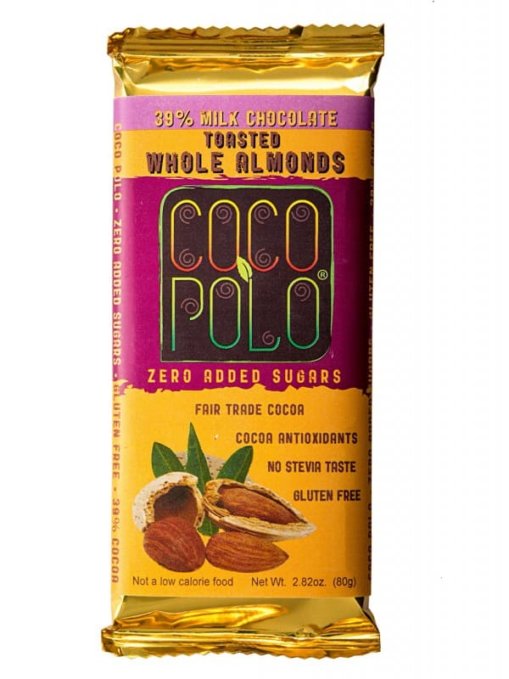 39% MILK CHOCOLATE
TOASTED
WHOLE ALMONDS
COCO
POLO®
ZERO ADDED SUGARS
FAIR TRADE COCOA
COCOA ANTIOXIDANTS
NO STEVIA TASTE
GLUTEN FREE
Not a low calorie food Net Wt. 2.82oz. (80g)
COCO POLO • ZERO ADDED SUGARS • GLUTEN FREE • 39% COCOA